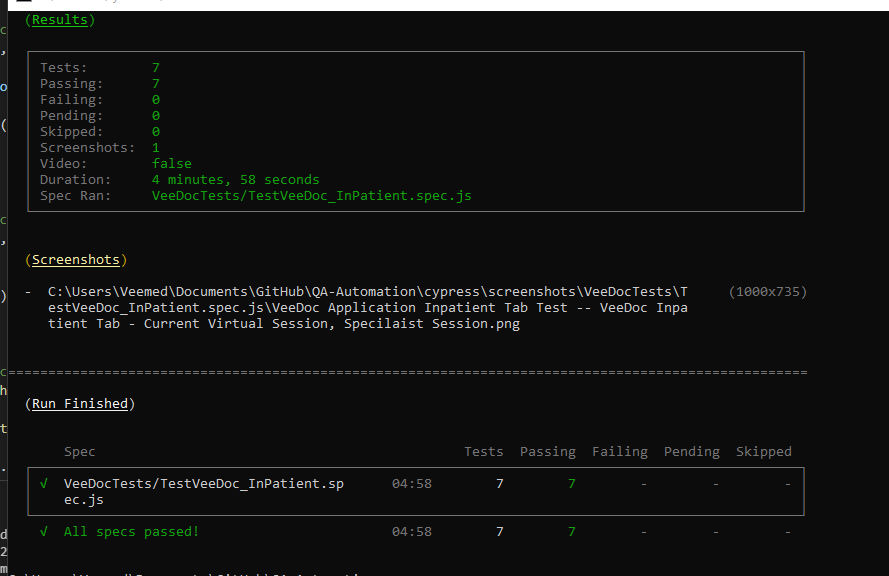 (Results)
Tests: 7
Passing: 7
Failing: 0
Pending: 0
Skipped: 0
Screenshots: 1
Video: false
Duration: 4 minutes, 58 seconds
Spec Ran: VeeDocTests/TestVeeDoc_InPatient.spec.js
(Screenshots)
- C:\Users\Veemed\Documents\GitHub\QA-Automation\cypress\screenshots\VeeDocTests\T (1000x735)
estVeeDoc_InPatient.spec.js\VeeDoc Application Inpatient Tab Test -- VeeDoc Inpa
tient Tab - Current Virtual Session, Specilaist Session.png
(Run Finished)
Spec Tests Passing Failing Pending Skipped
√ VeeDocTests/TestVeeDoc_InPatient.sp 04:58 7 7 - - -
ec.js
√ All specs passed! 04:58 7 7 - - -